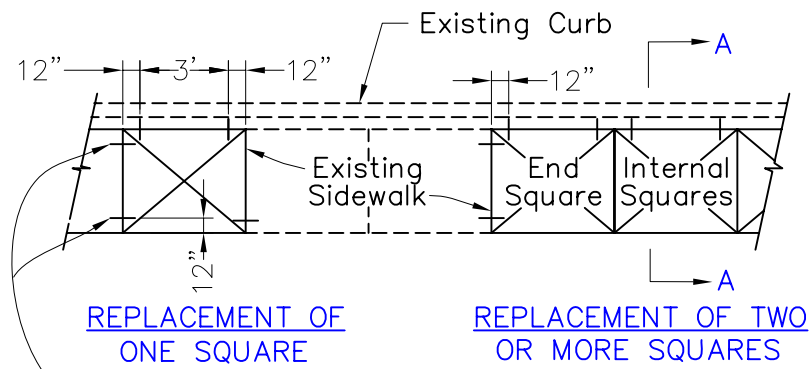 Existing Curb
A
12" 3' 12"
12"
Existing
Sidewalk
End
Square
Internal
Squares
12"
A
REPLACEMENT OF
ONE SQUARE
REPLACEMENT OF TWO
OR MORE SQUARES